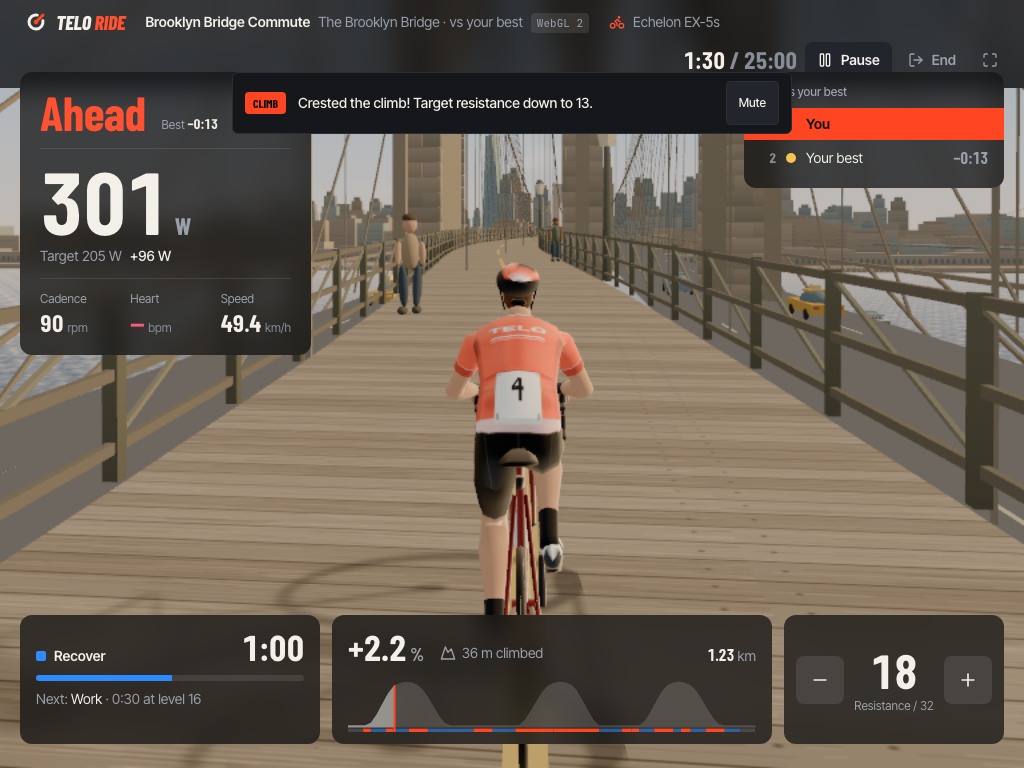 TELO RIDE Brooklyn Bridge Commute The Brooklyn Bridge · vs your best WebGL 2 Echelon EX-5s
1:30 / 25:00 Pause End
Ahead Best −0:13
CLIMB Crested the climb! Target resistance down to 13. Mute
s your best
You
2 Your best −0:13
301 W
Target 205 W +96 W
Cadence Heart Speed
90 rpm – bpm 49.4 km/h
TELO
4
Recover 1:00
Next: Work · 0:30 at level 16
+2.2 % 36 m climbed 1.23 km
− 18 +
Resistance / 32